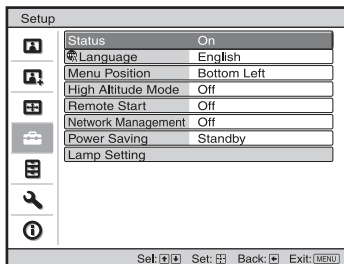 Setup
Status On
Language English
Menu Position Bottom Left
High Altitude Mode Off
Remote Start Off
Network Management Off
Power Saving Standby
Lamp Setting
Sel: Set: Back: Exit: MENU